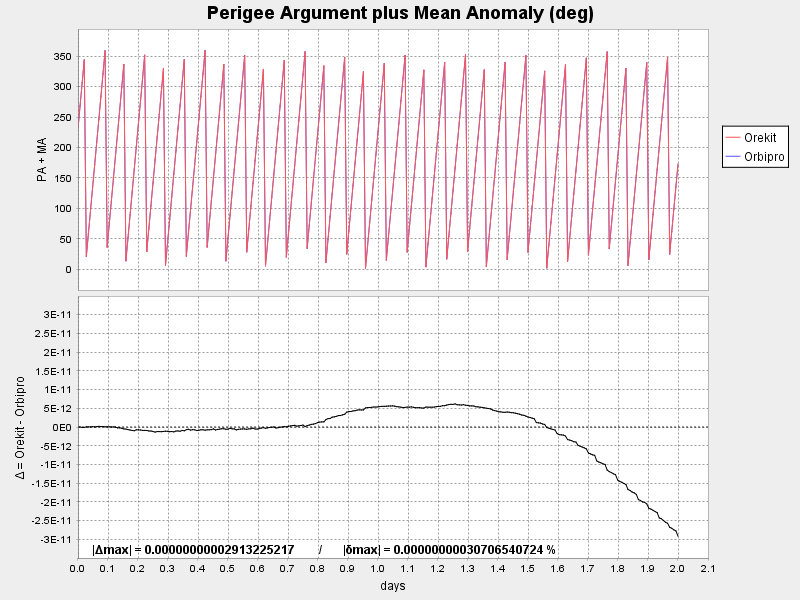 Perigee Argument plus Mean Anomaly (deg)
350
300
250
200
150
100
50
0
PA + MA
Orekit
Orbipro
3E-11
2.5E-11
2E-11
1.5E-11
1E-11
5E-12
0E0
-5E-12
-1E-11
-1.5E-11
-2E-11
-2.5E-11
-3E-11
Δ = Orekit - Orbipro
|Δmax| = 0.00000000002913225217 / |δmax| = 0.00000000030706540724 %
0.0 0.1 0.2 0.3 0.4 0.5 0.6 0.7 0.8 0.9 1.0 1.1 1.2 1.3 1.4 1.5 1.6 1.7 1.8 1.9 2.0 2.1
days